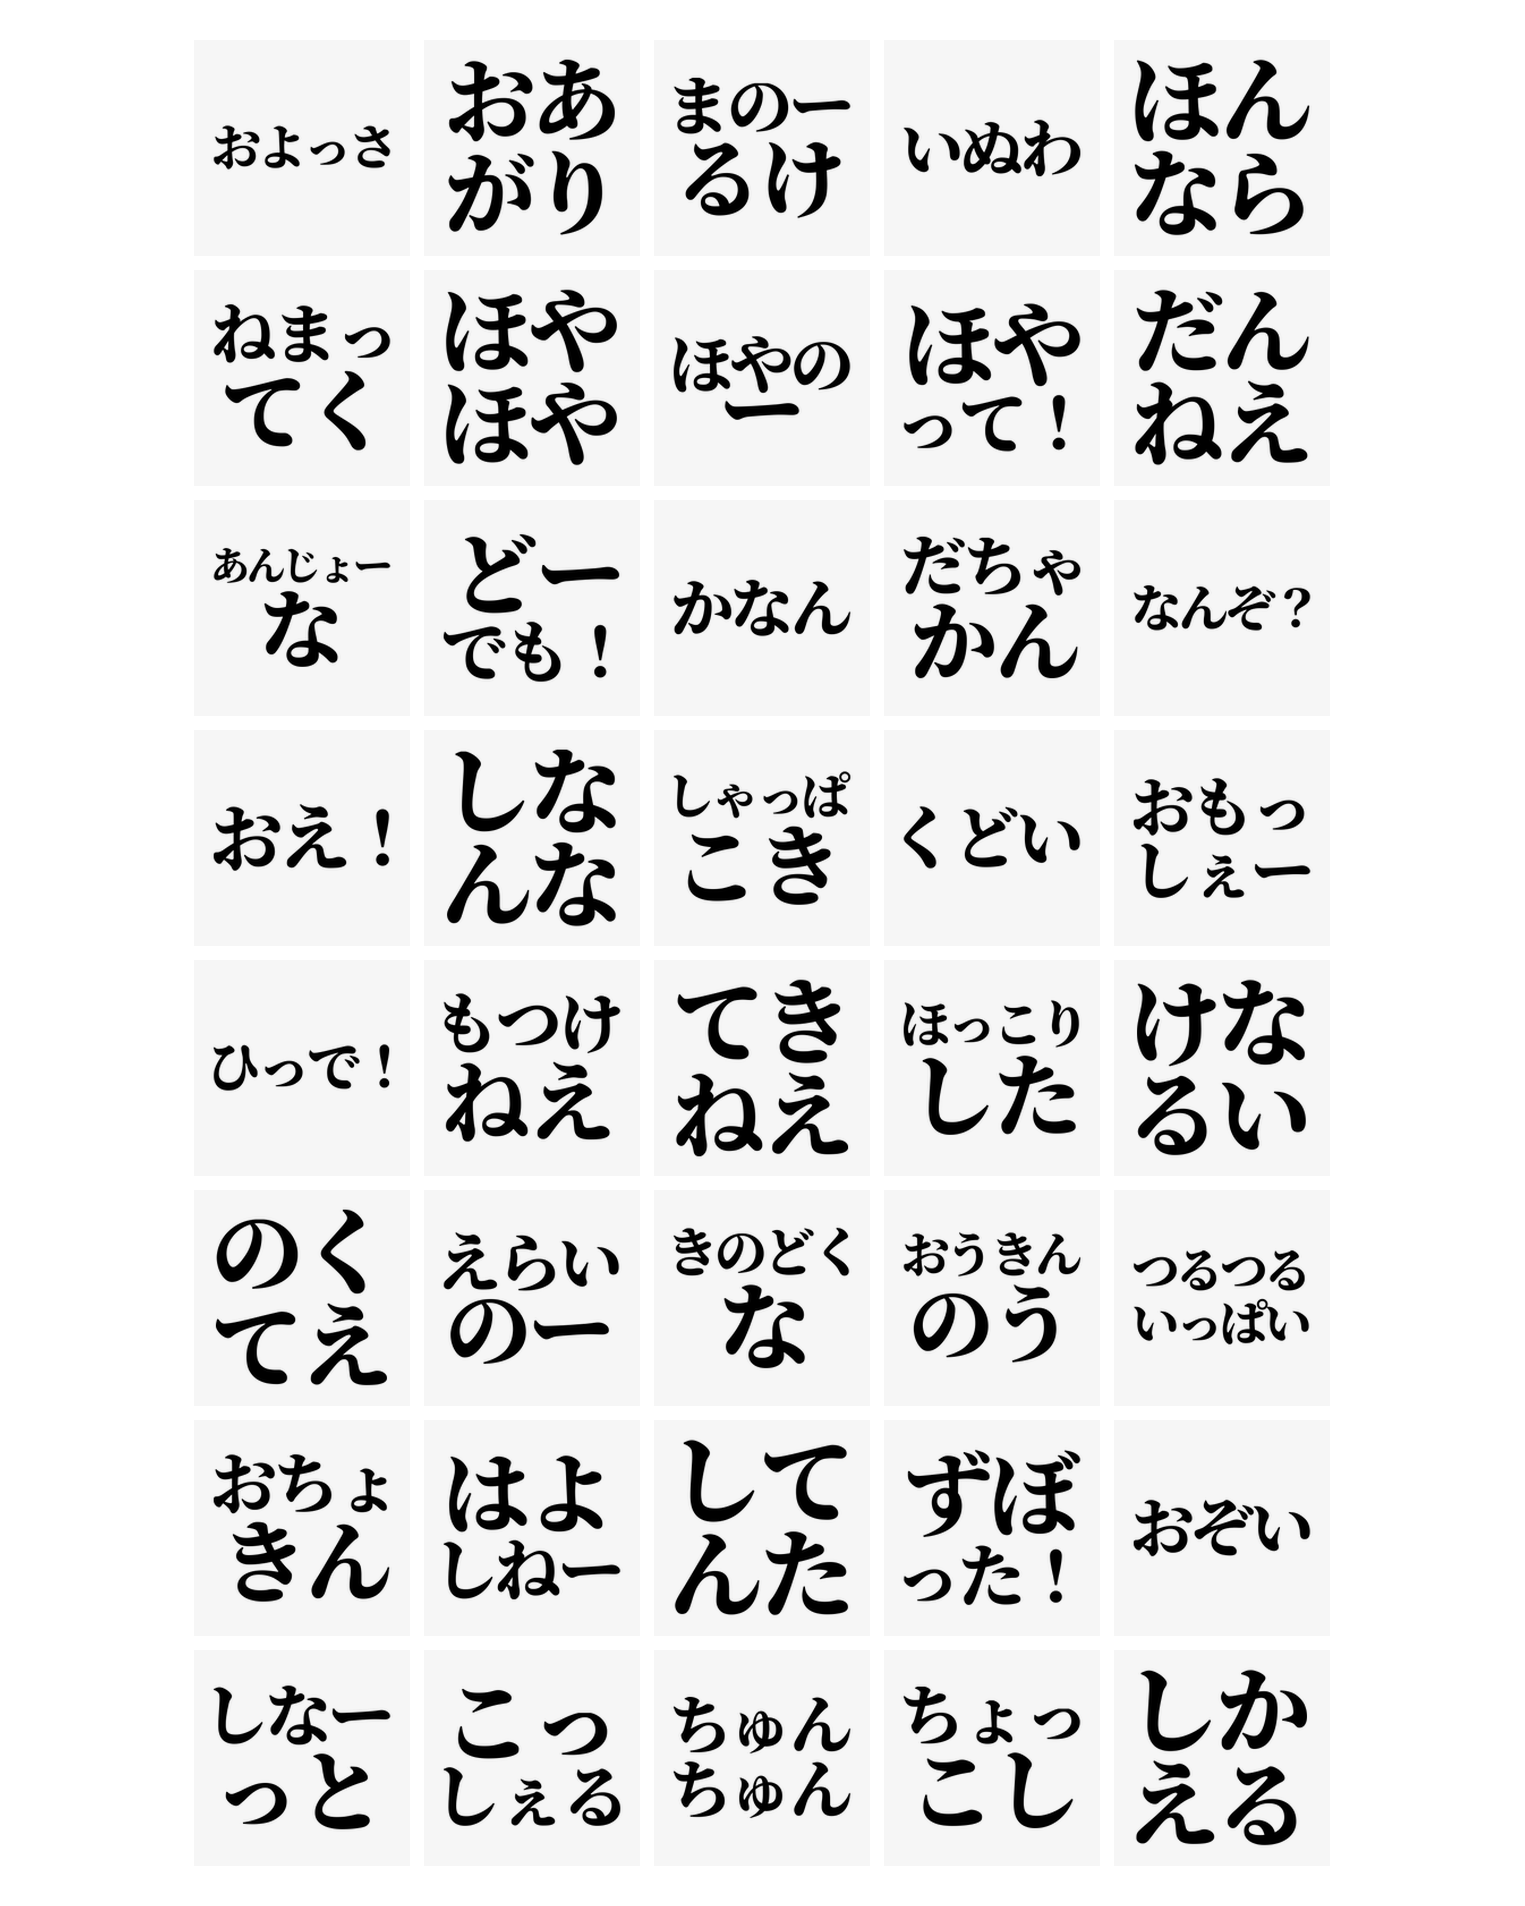 およっさ
おあ
がり
まのー
るけ
いぬわ
ほん
なら
ねまっ
てく
ほや
ほや
ほやの
ー
ほや
って！
だん
ねえ
あんじょー
な
どー
でも！
かなん
だちゃ
かん
なんぞ？
おえ！
しな
んな
しゃっぱ
こき
くどい
おもっ
しぇー
ひっで！
もつけ
ねえ
てき
ねえ
ほっこり
した
けな
るい
のく
てえ
えらい
のー
きのどく
な
おうきん
のう
つるつる
いっぱい
おちょ
きん
はよ
しねー
して
んた
ずぼ
った！
おぞい
しなー
っと
こっ
しぇる
ちゅん
ちゅん
ちょっ
こし
しか
える